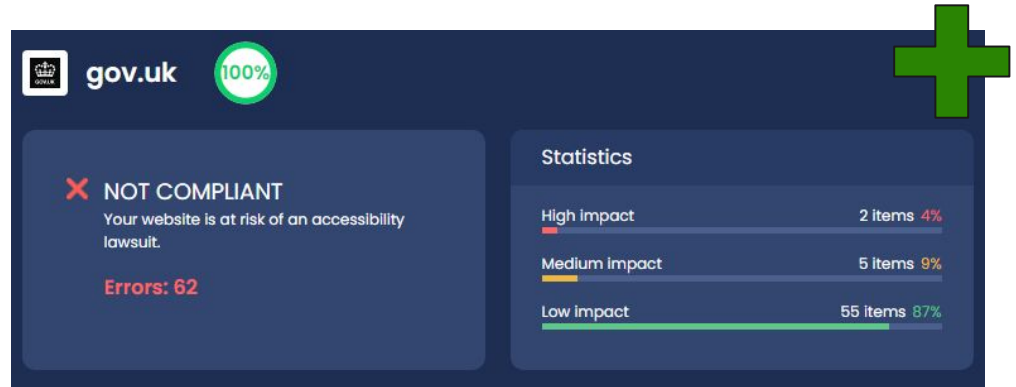 GOV.UK
gov.uk
100%
NOT COMPLIANT
Your website is at risk of an accessibility
lawsuit.
Errors: 62
Statistics
High impact 2 items 4%
Medium impact 5 items 9%
Low impact 55 items 87%